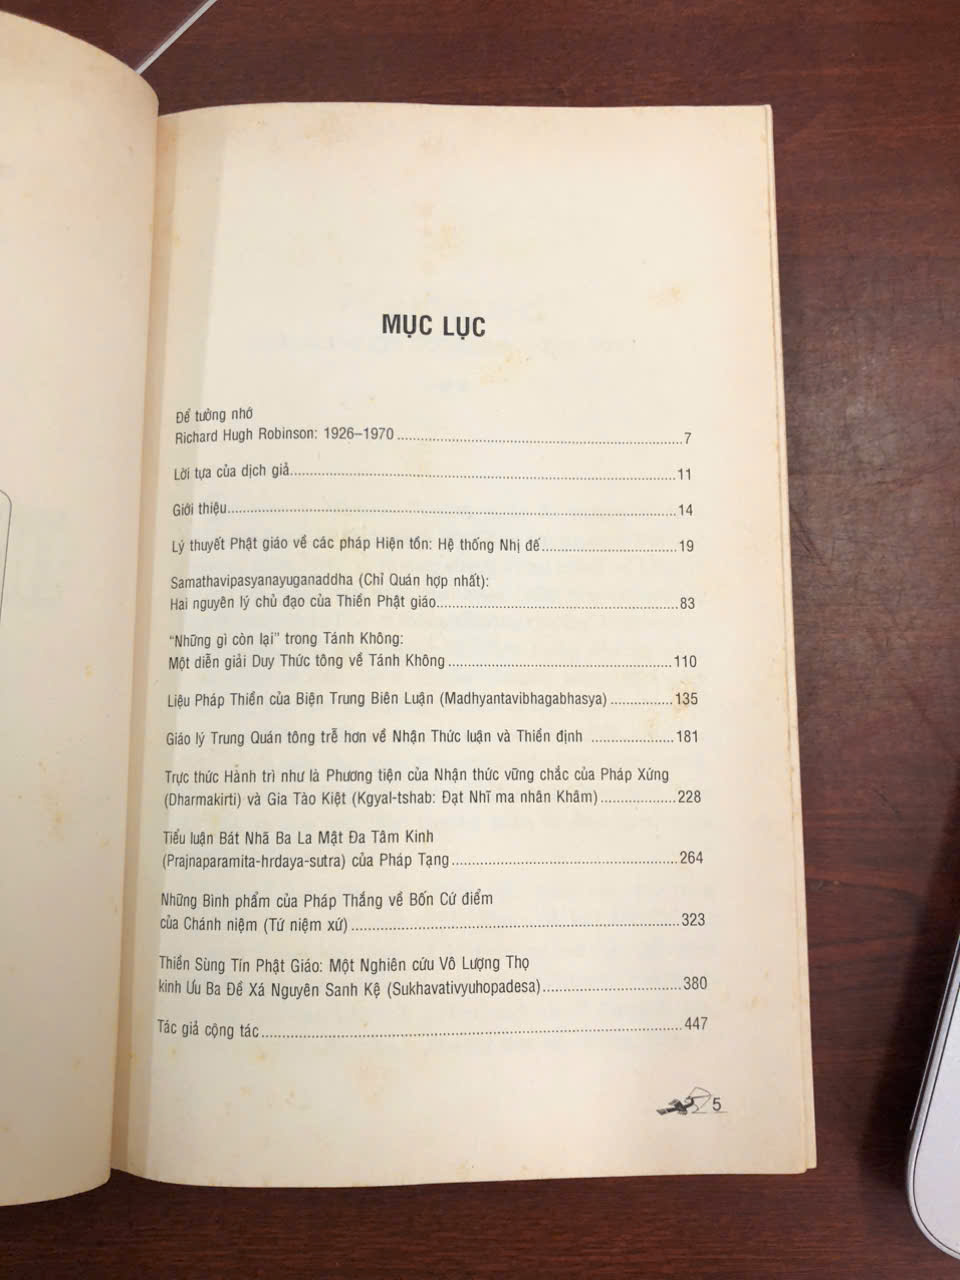 MỤC LỤC
Để tưởng nhớ
Richard Hugh Robinson: 1926–1970 ........ 7
Lời tựa của dịch giả ........ 11
Giới thiệu ........ 14
Lý thuyết Phật giáo về các pháp Hiện tồn: Hệ thống Nhị đế ........ 19
Samathavipasyanayuganaddha (Chỉ Quán hợp nhất):
Hai nguyên lý chủ đạo của Thiền Phật giáo ........ 83
“Những gì còn lại” trong Tánh Không:
Một diễn giải Duy Thức tông về Tánh Không ........ 110
Liệu Pháp Thiền của Biện Trung Biên Luận (Madhyantavibhagabhasya) ........ 135
Giáo lý Trung Quán tông trễ hơn về Nhận Thức luận và Thiền định ........ 181
Trực thức Hành trì như là Phương tiện của Nhận thức vững chắc của Pháp Xứng
(Dharmakirti) và Gia Tào Kiệt (Kgyal-tshab: Đạt Nhĩ ma nhân Khâm) ........ 228
Tiểu luận Bát Nhã Ba La Mật Đa Tâm Kinh
(Prajnaparamita-hrdaya-sutra) của Pháp Tạng ........ 264
Những Bình phẩm của Pháp Thắng về Bốn Cứ điểm
của Chánh niệm (Tứ niệm xứ) ........ 323
Thiền Sùng Tín Phật Giáo: Một Nghiên cứu Vô Lượng Thọ
kinh Ưu Ba Đề Xá Nguyên Sanh Kệ (Sukhavativyuhopadesa) ........ 380
Tác giả cộng tác ........ 447
5